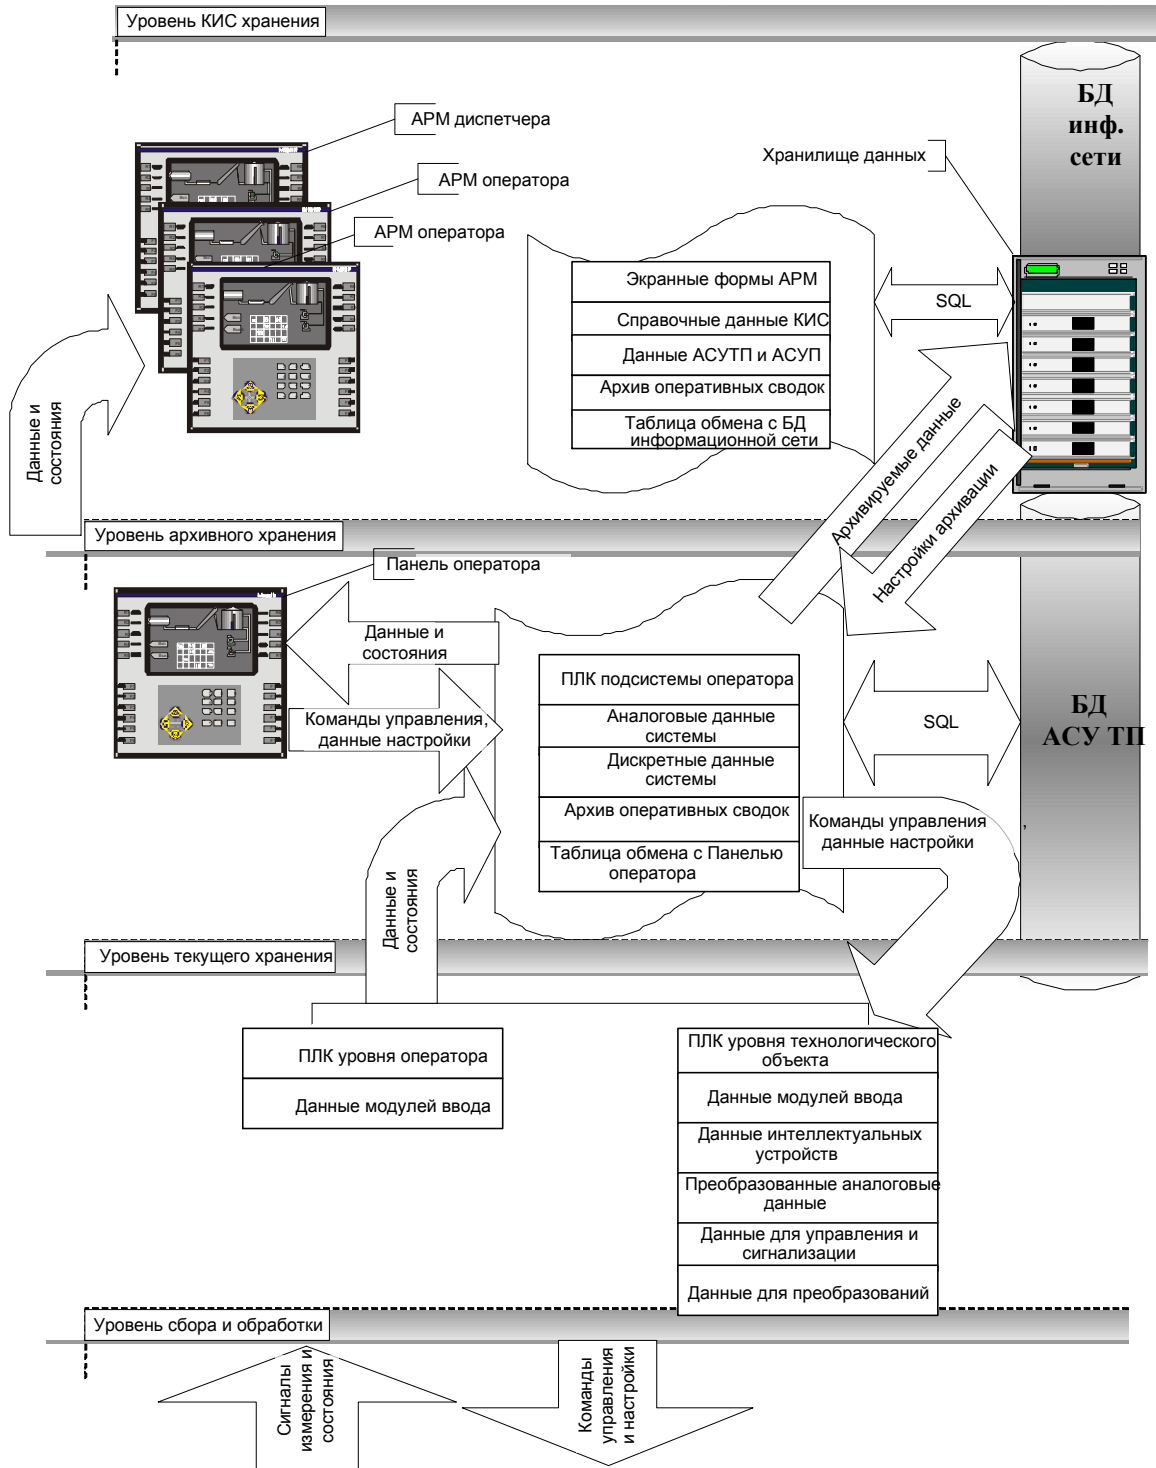 Уровень КИС хранения
БД
инф.
сети
АРМ диспетчера
Хранилище данных
АРМ оператора
АРМ оператора
Экранные формы АРМ
SQL
Справочные данные КИС
Данные АСУТП и АСУП
Архив оперативных сводок
Таблица обмена с БД
информационной сети
Данные и
состояния
Архивируемые данные
Настройки архивации
Уровень архивного хранения
Панель оператора
Данные и
состояния
ПЛК подсистемы оператора
Команды управления,
данные настройки
Аналоговые данные
системы
SQL
БД
АСУ ТП
Дискретные данные
системы
Архив оперативных сводок
Команды управления ,
данные настройки
Таблица обмена с Панелью
оператора
Данные и
состояния
Уровень текущего хранения
ПЛК уровня оператора
Данные модулей ввода
ПЛК уровня технологического
объекта
Данные модулей ввода
Данные интеллектуальных
устройств
Преобразованные аналоговые
данные
Данные для управления и
сигнализации
Данные для преобразований
Уровень сбора и обработки
Сигналы
измерения и
состояния
Команды
управления
и настройки